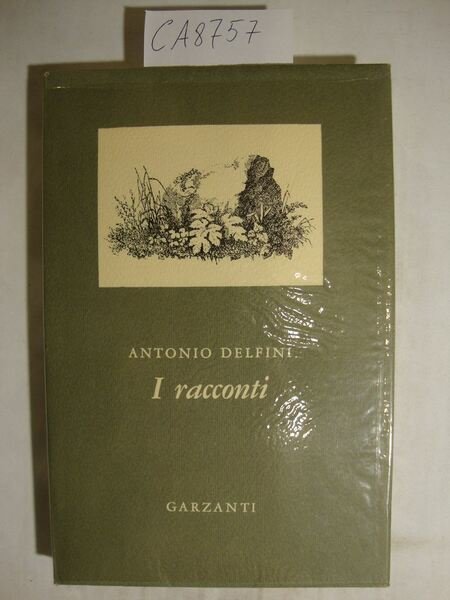 CA8757
ANTONIO DELFINI
I racconti
GARZANTI